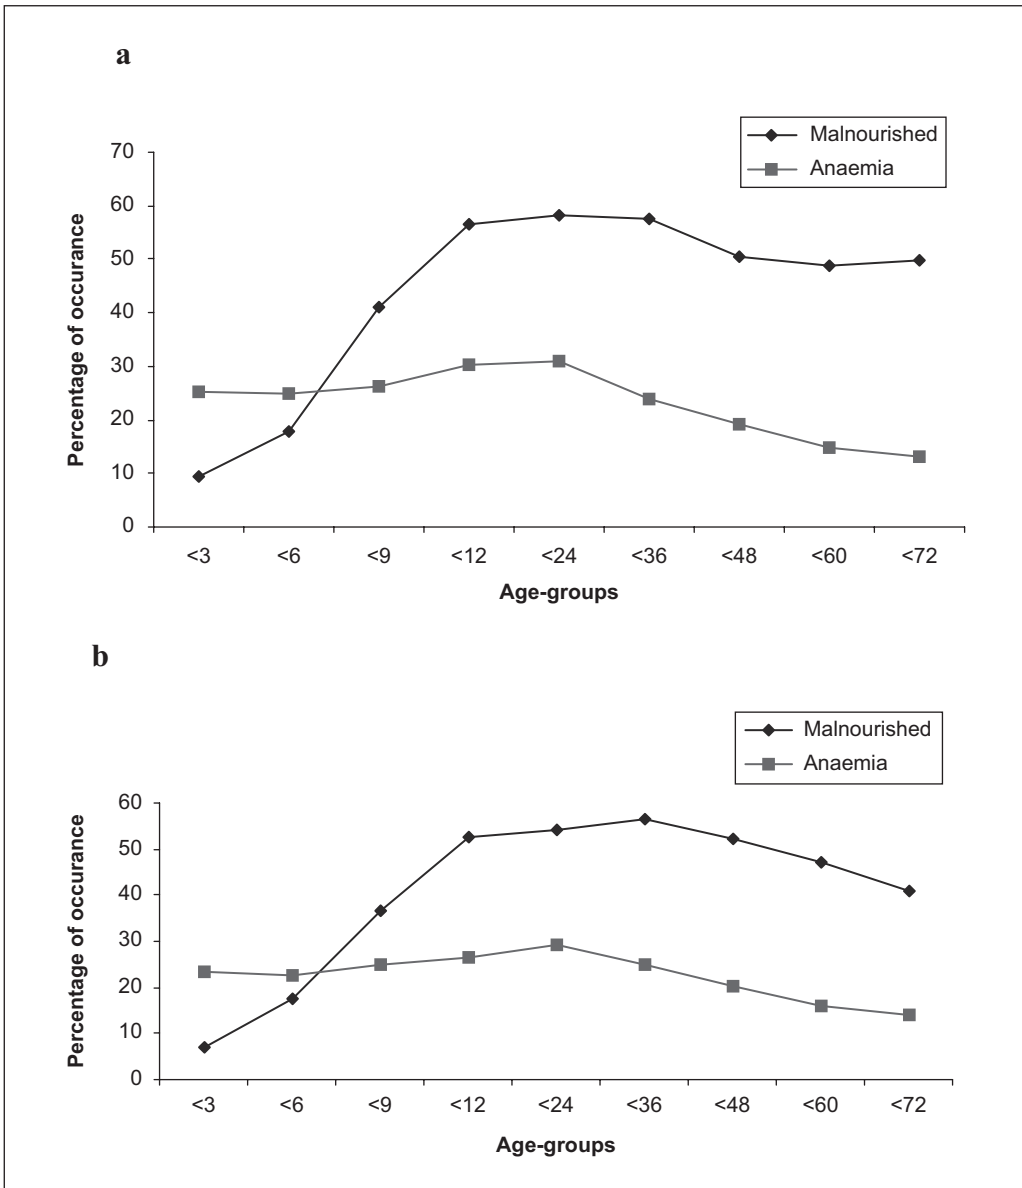 a
Malnourished
Anaemia
70
60
50
40
30
20
10
0
Percentage of occurance
<3 <6 <9 <12 <24 <36 <48 <60 <72
Age-groups
b
Malnourished
Anaemia
60
50
40
30
20
10
0
Percentage of occurance
<3 <6 <9 <12 <24 <36 <48 <60 <72
Age-groups